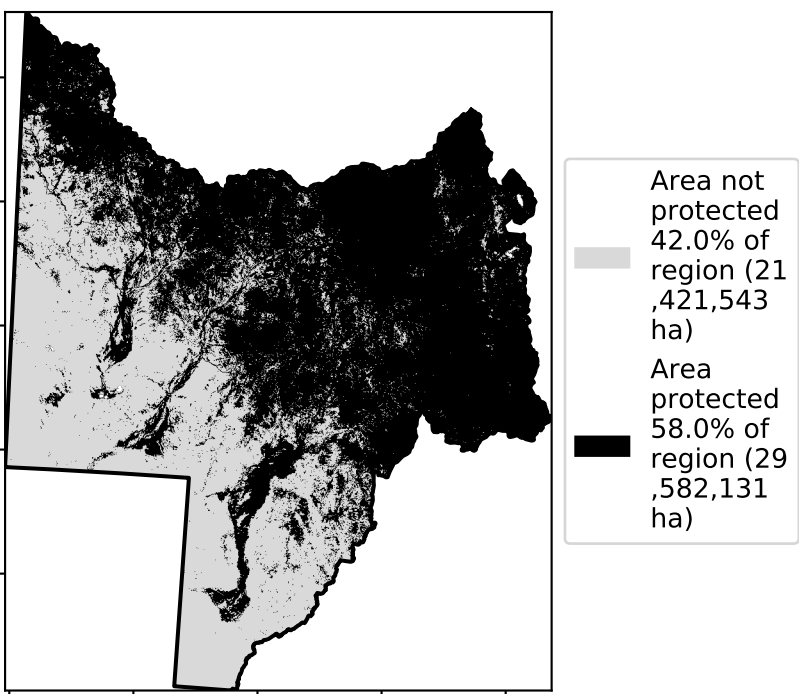 Area not
protected
42.0% of
region (21
,421,543
ha)
Area
protected
58.0% of
region (29
,582,131
ha)